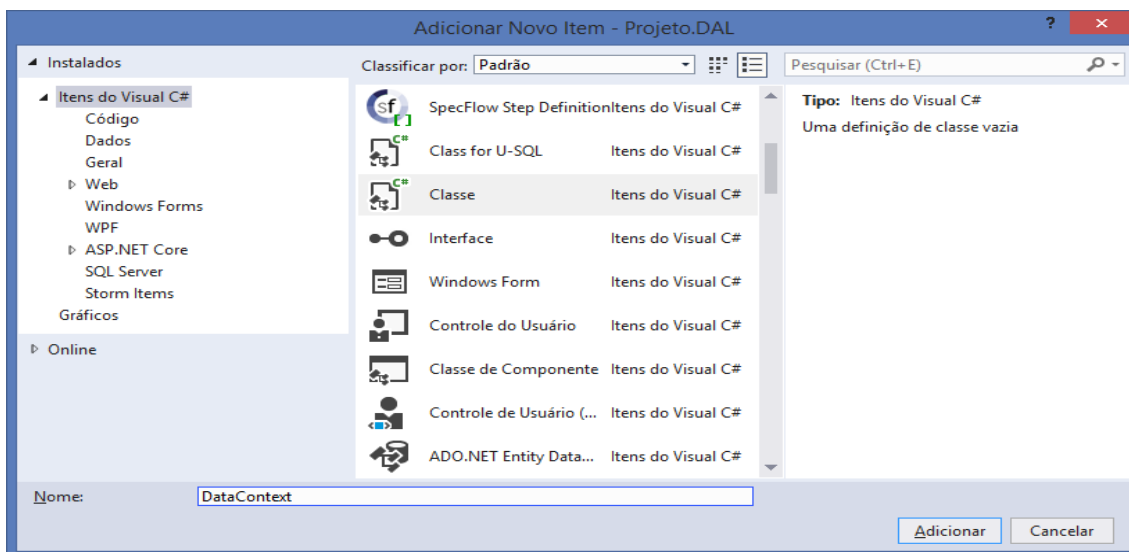 Adicionar Novo Item - Projeto.DAL
?
Instalados
Classificar por: Padrão
Pesquisar (Ctrl+E)
Itens do Visual C#
Código
Dados
Geral
Web
Windows Forms
WPF
ASP.NET Core
SQL Server
Storm Items
Gráficos
Online
sf
SpecFlow Step DefinitionItens do Visual C#
C#
Class for U-SQL Itens do Visual C#
C#
Classe Itens do Visual C#
Interface Itens do Visual C#
Windows Form Itens do Visual C#
Controle do Usuário Itens do Visual C#
Classe de Componente Itens do Visual C#
Controle de Usuário (... Itens do Visual C#
ADO.NET Entity Data... Itens do Visual C#
Tipo: Itens do Visual C#
Uma definição de classe vazia
Nome: DataContext
Adicionar Cancelar